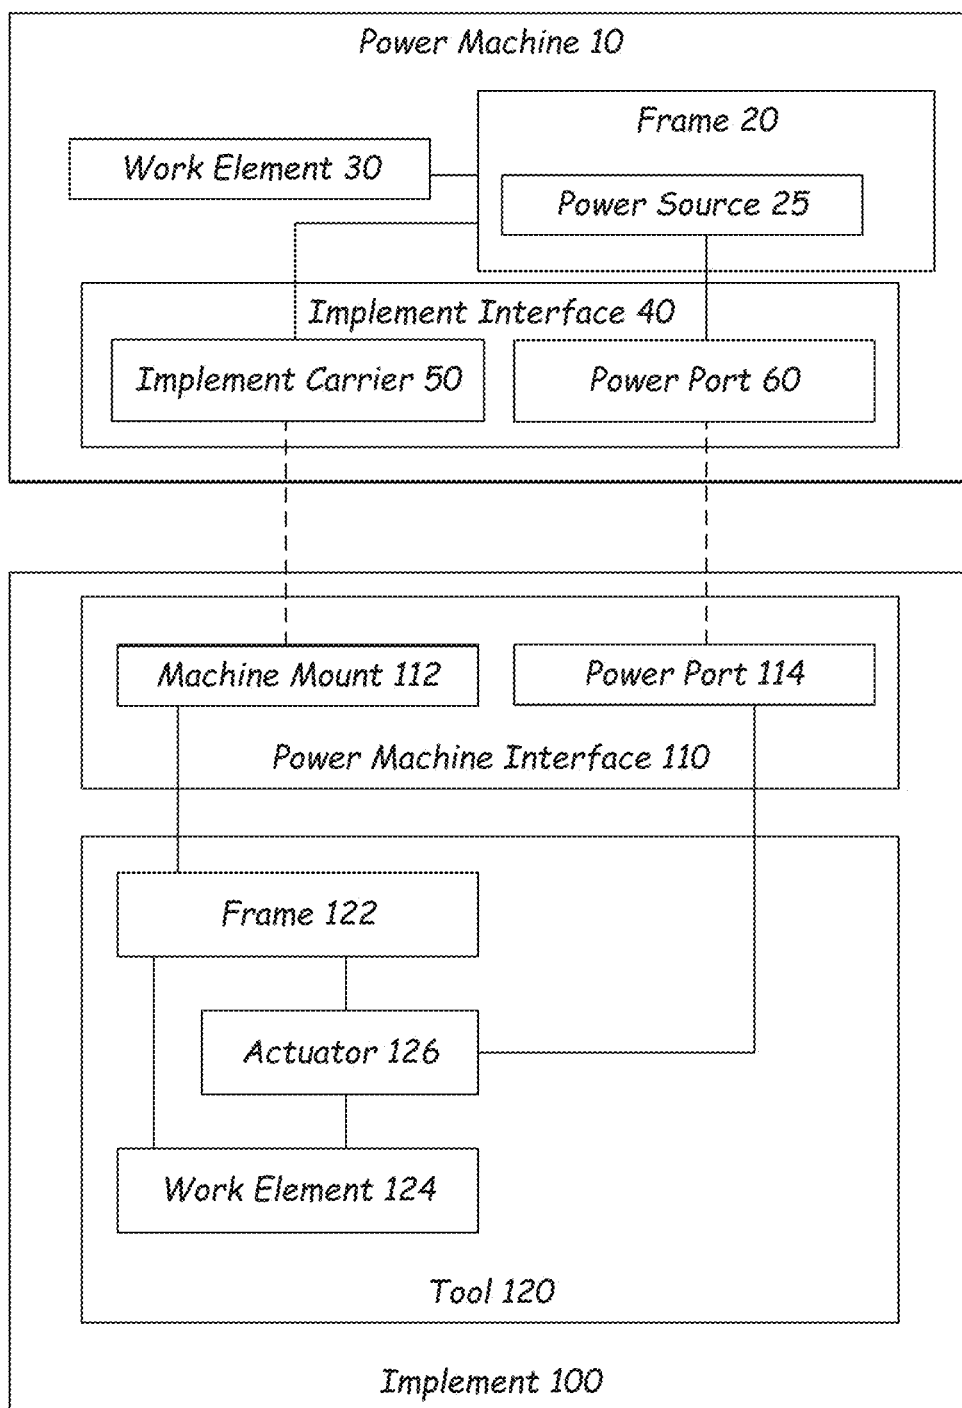 Power Machine 10
Frame 20
Work Element 30
Power Source 25
Implement Interface 40
Implement Carrier 50
Power Port 60
Machine Mount 112
Power Port 114
Power Machine Interface 110
Frame 122
Actuator 126
Work Element 124
Tool 120
Implement 100